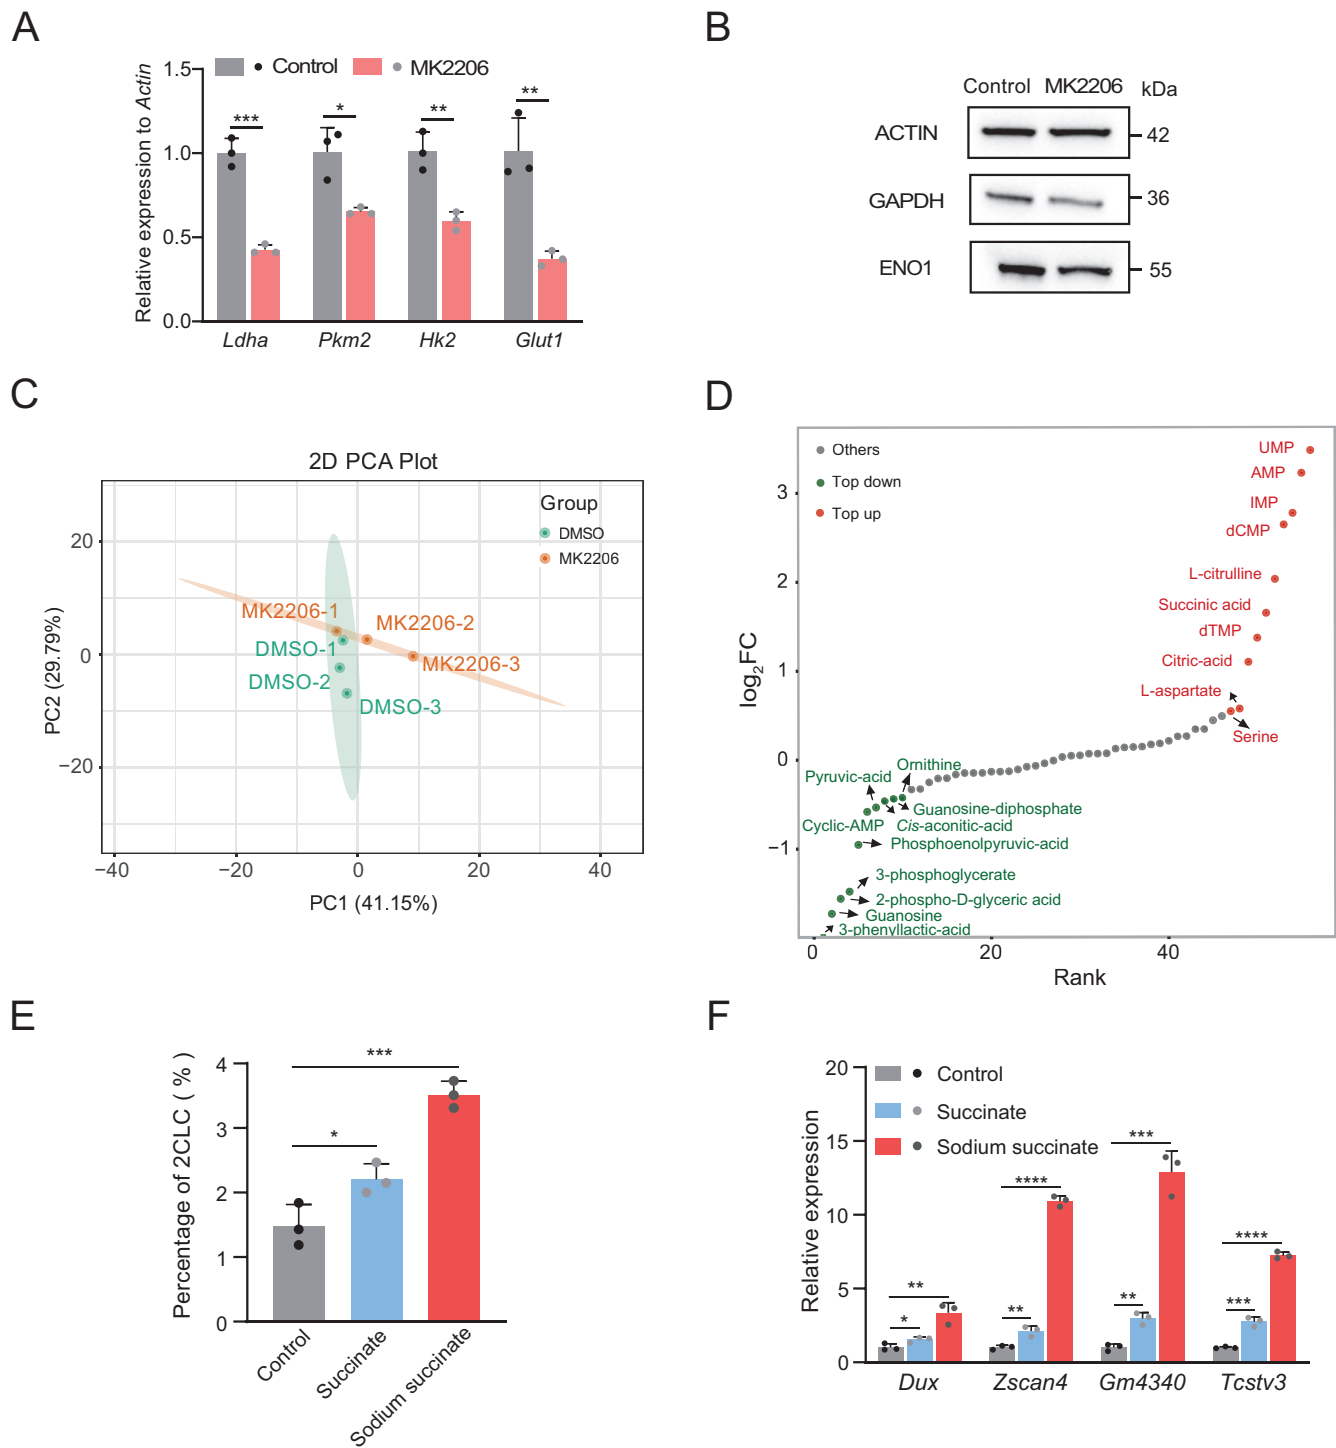 A
Control
MK2206
Relative expression to Actin
1.5
1.0
0.5
0.0
***
*
**
**
Ldha
Pkm2
Hk2
Glut1
B
Control MK2206 kDa
ACTIN
42
GAPDH
36
ENO1
55
C
2D PCA Plot
Group
DMSO
MK2206
PC2 (29.79%)
20
0
−20
MK2206-1
MK2206-2
DMSO-1
MK2206-3
DMSO-2
DMSO-3
−40
−20
0
20
40
PC1 (41.15%)
D
Others
Top down
Top up
log2FC
3
2
1
0
−1
UMP
AMP
IMP
dCMP
L-citrulline
Succinic acid
dTMP
Citric-acid
L-aspartate
Serine
Ornithine
Pyruvic-acid
Guanosine-diphosphate
Cyclic-AMP
Cis-aconitic-acid
Phosphoenolpyruvic-acid
3-phosphoglycerate
2-phospho-D-glyceric acid
Guanosine
3-phenyllactic-acid
0
20
40
Rank
E
Percentage of 2CLC ( % )
4
3
2
1
0
***
*
Control
Succinate
Sodium succinate
F
Control
Succinate
Sodium succinate
Relative expression
20
15
10
5
0
*
**
**
****
**
***
***
****
Dux
Zscan4
Gm4340
Tcstv3